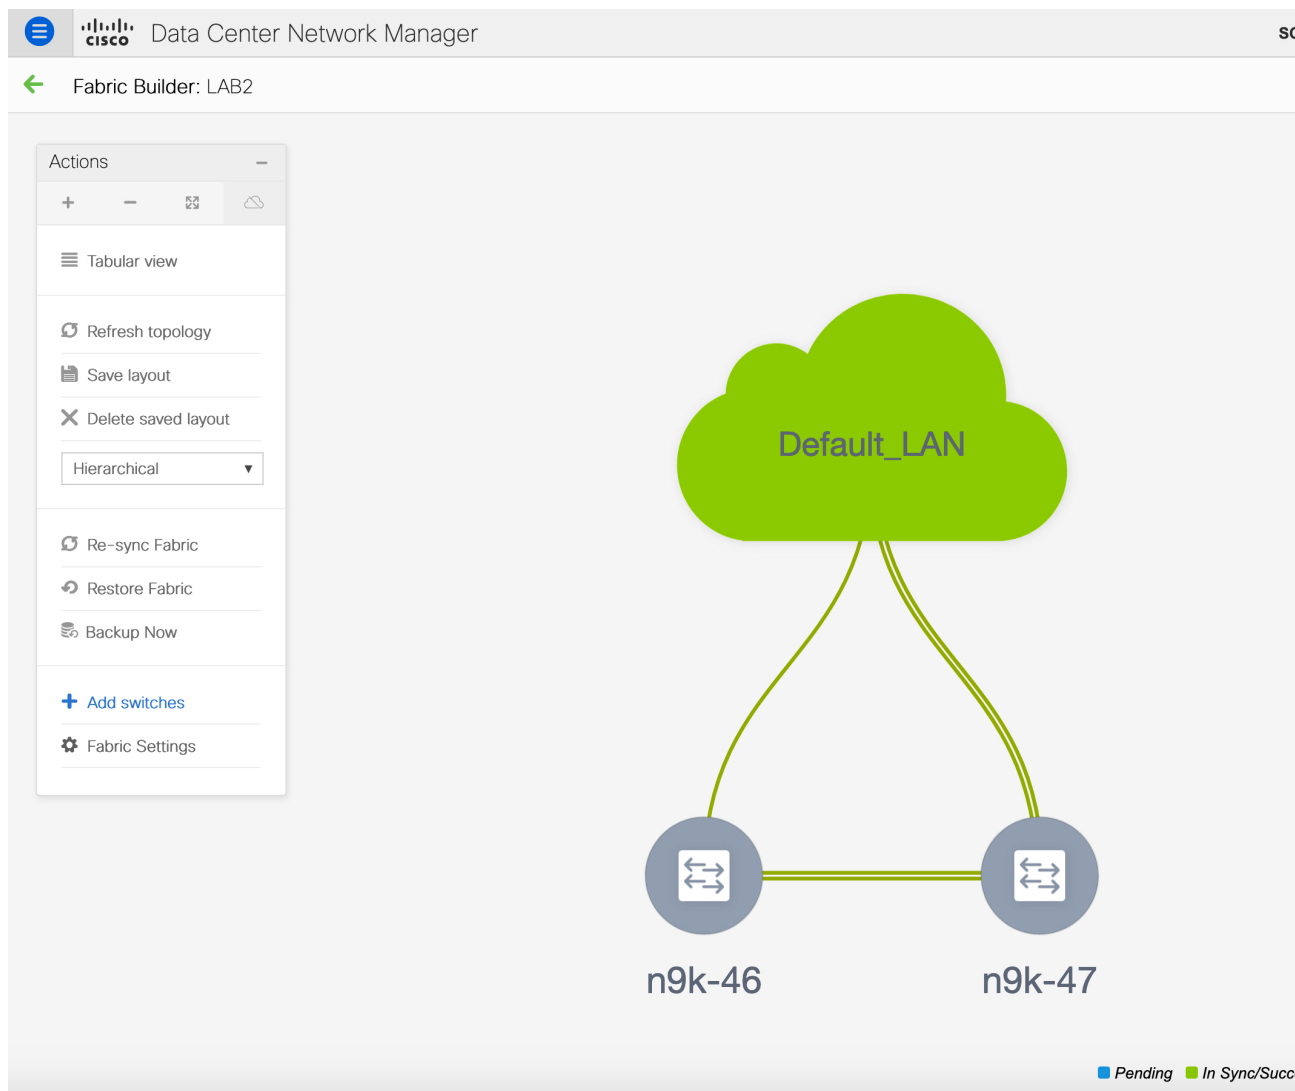 CISCO Data Center Network Manager
Fabric Builder: LAB2
Actions
Tabular view
Refresh topology
Save layout
Delete saved layout
Hierarchical
Re-sync Fabric
Restore Fabric
Backup Now
Add switches
Fabric Settings
Default_LAN
n9k-46
n9k-47
Pending In Sync/Succ